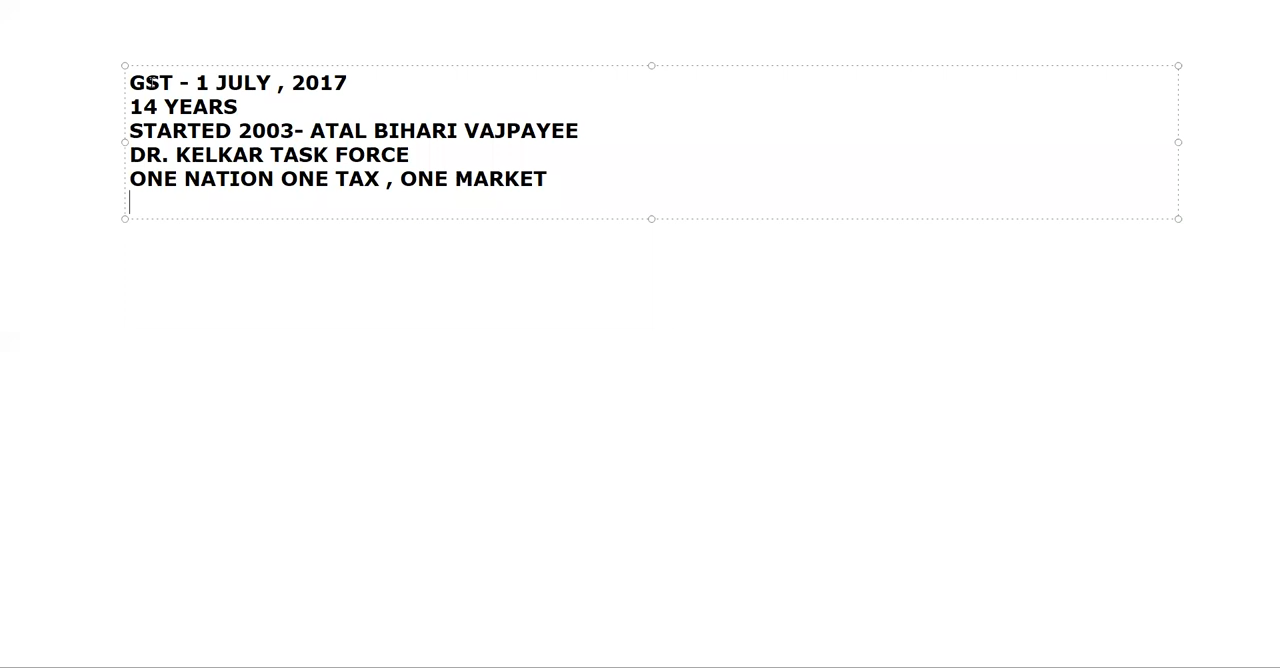 GST - 1 JULY , 2017
14 YEARS
STARTED 2003- ATAL BIHARI VAJPAYEE
DR. KELKAR TASK FORCE
ONE NATION ONE TAX , ONE MARKET